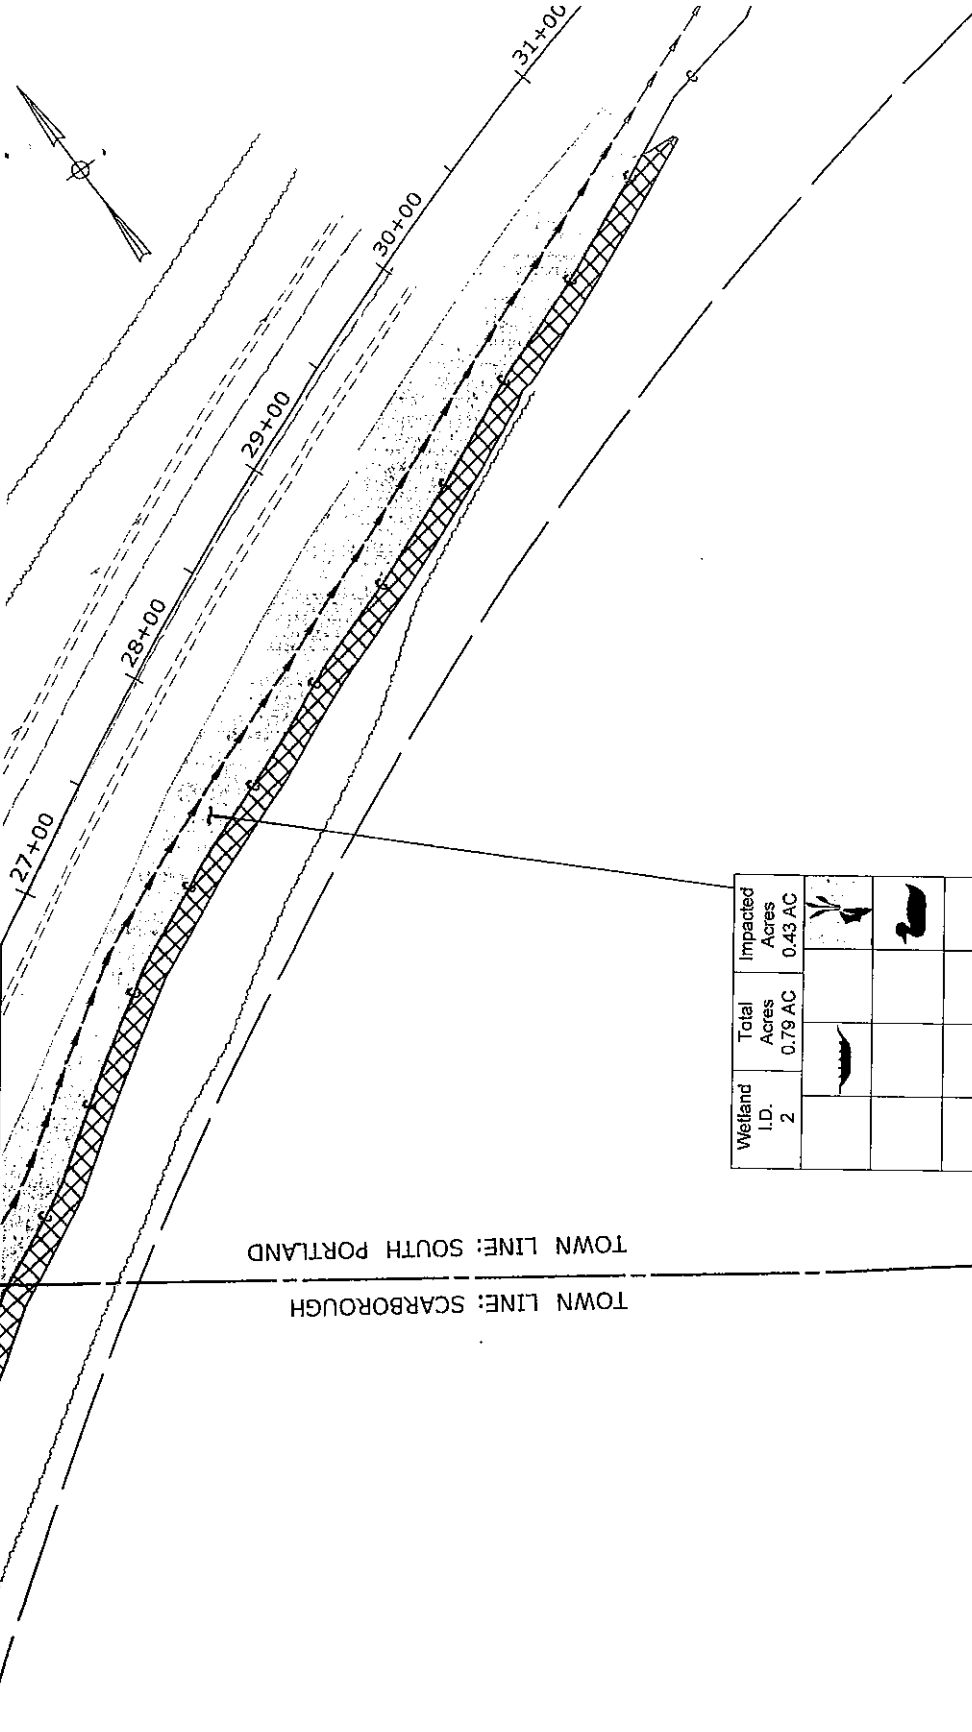 31+00
30+00
29+00
28+00
27+00
Wetland I.D. 2
Total Acres 0.79 AC
Impacted Acres 0.43 AC
TOWN LINE: SOUTH PORTLAND
TOWN LINE: SCARBOROUGH